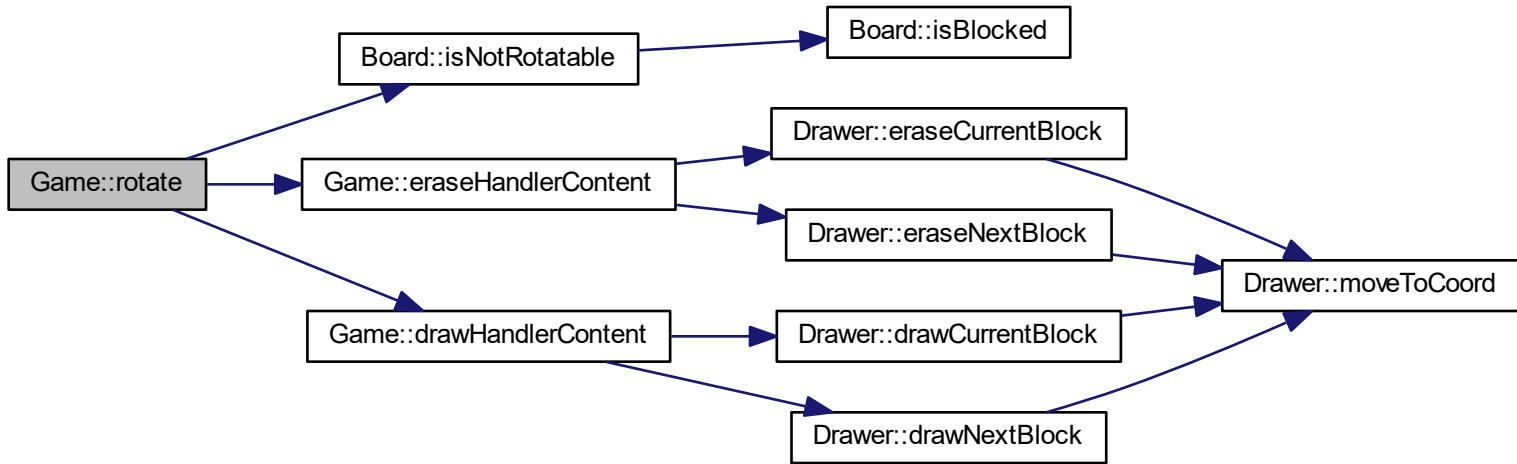 Game::rotate
Board::isNotRotatable
Board::isBlocked
Game::eraseHandlerContent
Drawer::eraseCurrentBlock
Drawer::eraseNextBlock
Game::drawHandlerContent
Drawer::drawCurrentBlock
Drawer::drawNextBlock
Drawer::moveToCoord